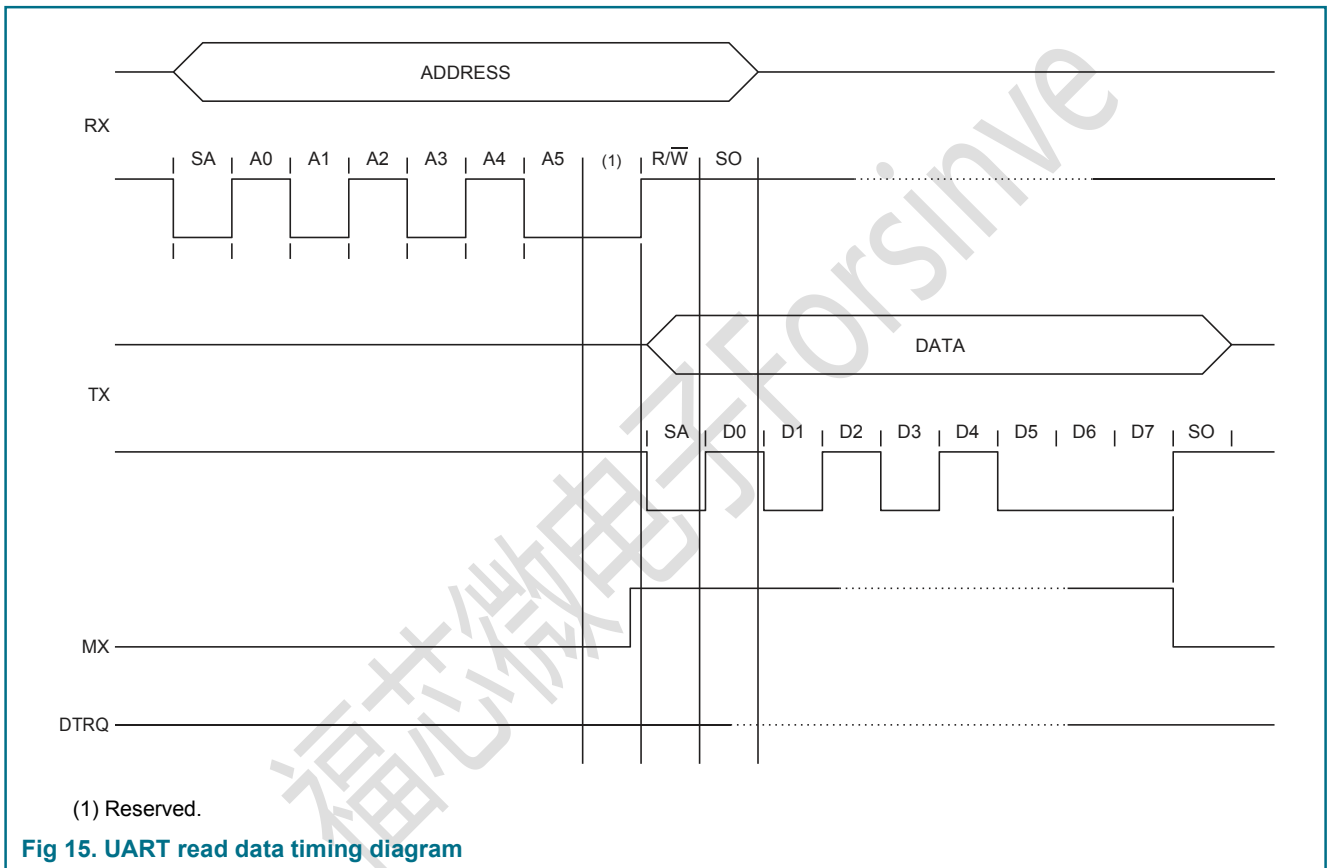 ADDRESS
RX
SA A0 A1 A2 A3 A4 A5 (1) R/W̅ SO
DATA
TX
SA D0 D1 D2 D3 D4 D5 D6 D7 SO
MX
DTRQ
(1) Reserved.
Fig 15. UART read data timing diagram
福芯微电子Forsinve